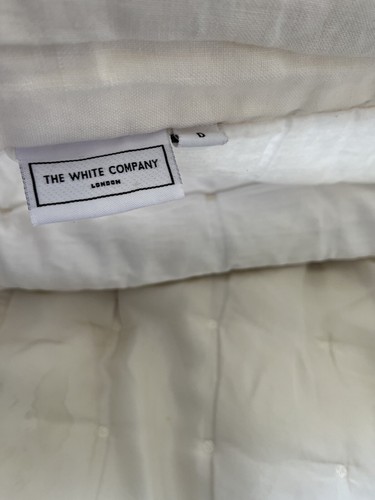 THE WHITE COMPANY
LONDON
D